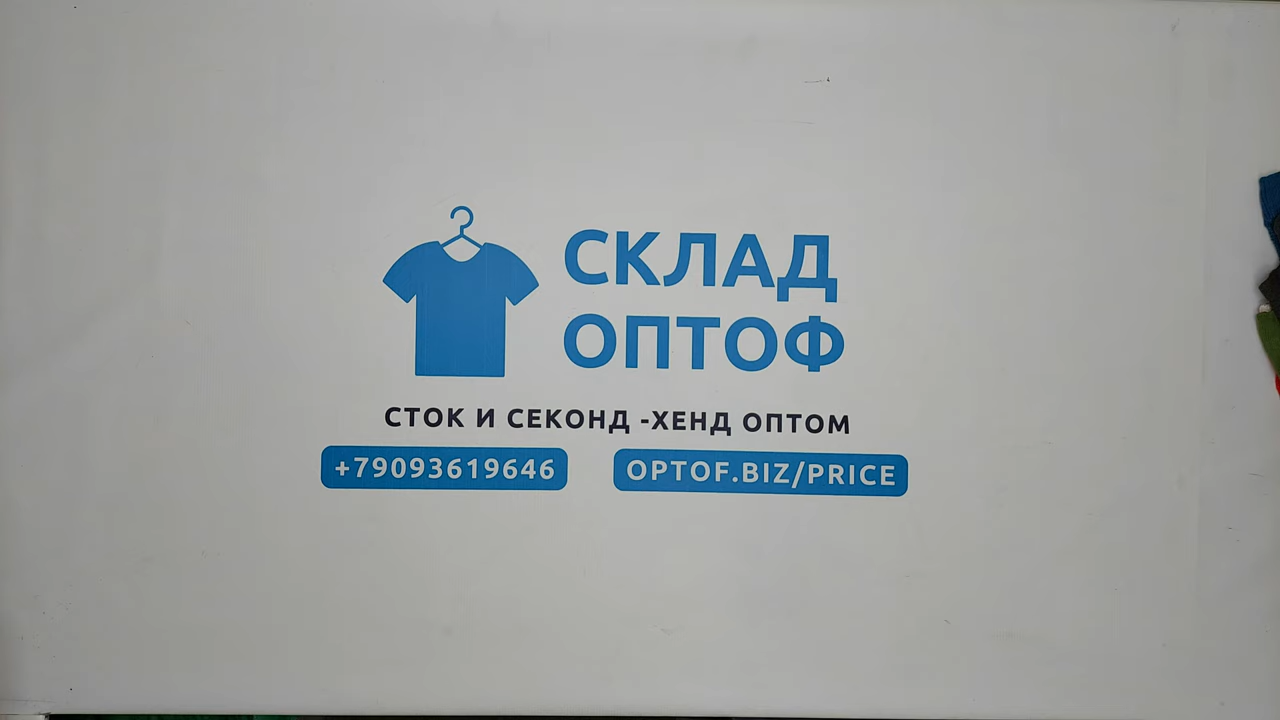 СКЛАД
ОПТОФ
СТОК И СЕКОНД -ХЕНД ОПТОМ
+79093619646
OPTOF.BIZ/PRICE